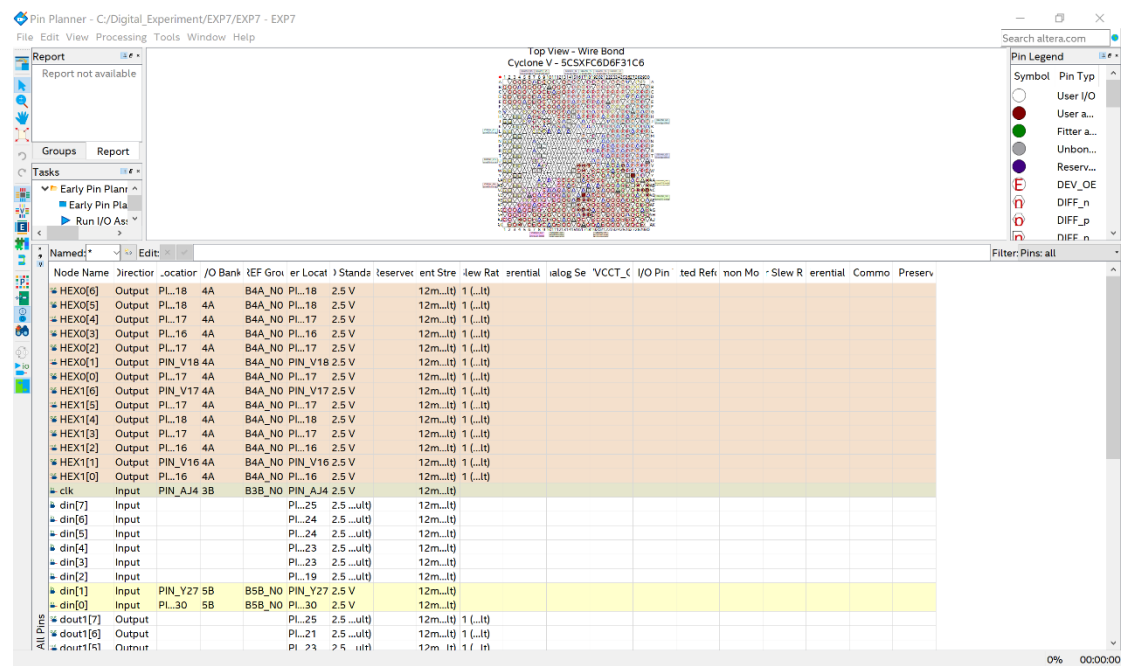 Pin Planner - C:/Digital_Experiment/EXP7/EXP7 - EXP7
File Edit View Processing Tools Window Help
Search altera.com
Report
Report not available
Groups Report
Tasks
Early Pin Planr
Early Pin Pla
Run I/O As:
Top View - Wire Bond
Cyclone V - 5CSXFC6D6F31C6
Pin Legend
Symbol Pin Typ
User I/O
User a...
Fitter a...
Unbon...
Reserv...
E DEV_OE
n DIFF_n
p DIFF_p
n DIFF_n
Named: * Edit: Filter: Pins: all
Node Name Directior Locatior /O Bank REF Grou er Locat Standa Reservec ent Stre lew Rat erential alog Se VCCT_C I/O Pin ted Refe mon Mo r Slew R erential Commo Preserv
HEX0[6] Output PI...18 4A B4A_N0 PI...18 2.5 V 12m...lt) 1 (...lt)
HEX0[5] Output PI...18 4A B4A_N0 PI...18 2.5 V 12m...lt) 1 (...lt)
HEX0[4] Output PI...17 4A B4A_N0 PI...17 2.5 V 12m...lt) 1 (...lt)
HEX0[3] Output PI...16 4A B4A_N0 PI...16 2.5 V 12m...lt) 1 (...lt)
HEX0[2] Output PI...17 4A B4A_N0 PI...17 2.5 V 12m...lt) 1 (...lt)
HEX0[1] Output PIN_V18 4A B4A_N0 PIN_V18 2.5 V 12m...lt) 1 (...lt)
HEX0[0] Output PI...17 4A B4A_N0 PI...17 2.5 V 12m...lt) 1 (...lt)
HEX1[6] Output PIN_V17 4A B4A_N0 PIN_V17 2.5 V 12m...lt) 1 (...lt)
HEX1[5] Output PI...17 4A B4A_N0 PI...17 2.5 V 12m...lt) 1 (...lt)
HEX1[4] Output PI...18 4A B4A_N0 PI...18 2.5 V 12m...lt) 1 (...lt)
HEX1[3] Output PI...17 4A B4A_N0 PI...17 2.5 V 12m...lt) 1 (...lt)
HEX1[2] Output PI...16 4A B4A_N0 PI...16 2.5 V 12m...lt) 1 (...lt)
HEX1[1] Output PIN_V16 4A B4A_N0 PIN_V16 2.5 V 12m...lt) 1 (...lt)
HEX1[0] Output PI...16 4A B4A_N0 PI...16 2.5 V 12m...lt) 1 (...lt)
clk Input PIN_AJ4 3B B3B_N0 PIN_AJ4 2.5 V 12m...lt)
din[7] Input PI...25 2.5 ...ult) 12m...lt)
din[6] Input PI...24 2.5 ...ult) 12m...lt)
din[5] Input PI...24 2.5 ...ult) 12m...lt)
din[4] Input PI...23 2.5 ...ult) 12m...lt)
din[3] Input PI...23 2.5 ...ult) 12m...lt)
din[2] Input PI...19 2.5 ...ult) 12m...lt)
din[1] Input PIN_Y27 5B B5B_N0 PIN_Y27 2.5 V 12m...lt)
din[0] Input PI...30 5B B5B_N0 PI...30 2.5 V 12m...lt)
dout1[7] Output PI...25 2.5 ...ult) 12m...lt) 1 (...lt)
dout1[6] Output PI...21 2.5 ...ult) 12m...lt) 1 (...lt)
dout1[5] Output PI...23 2.5 ...ult) 12m...lt) 1 (...lt)
All Pins
0% 00:00:00